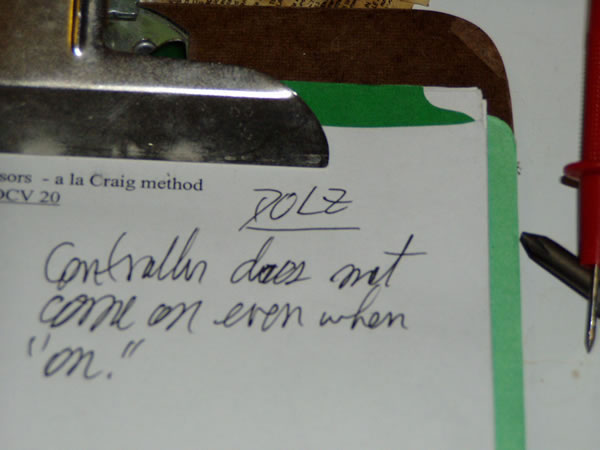 sors - a la Craig method
DCV 20
DOLZ
Controller does not
come on even when
"on."